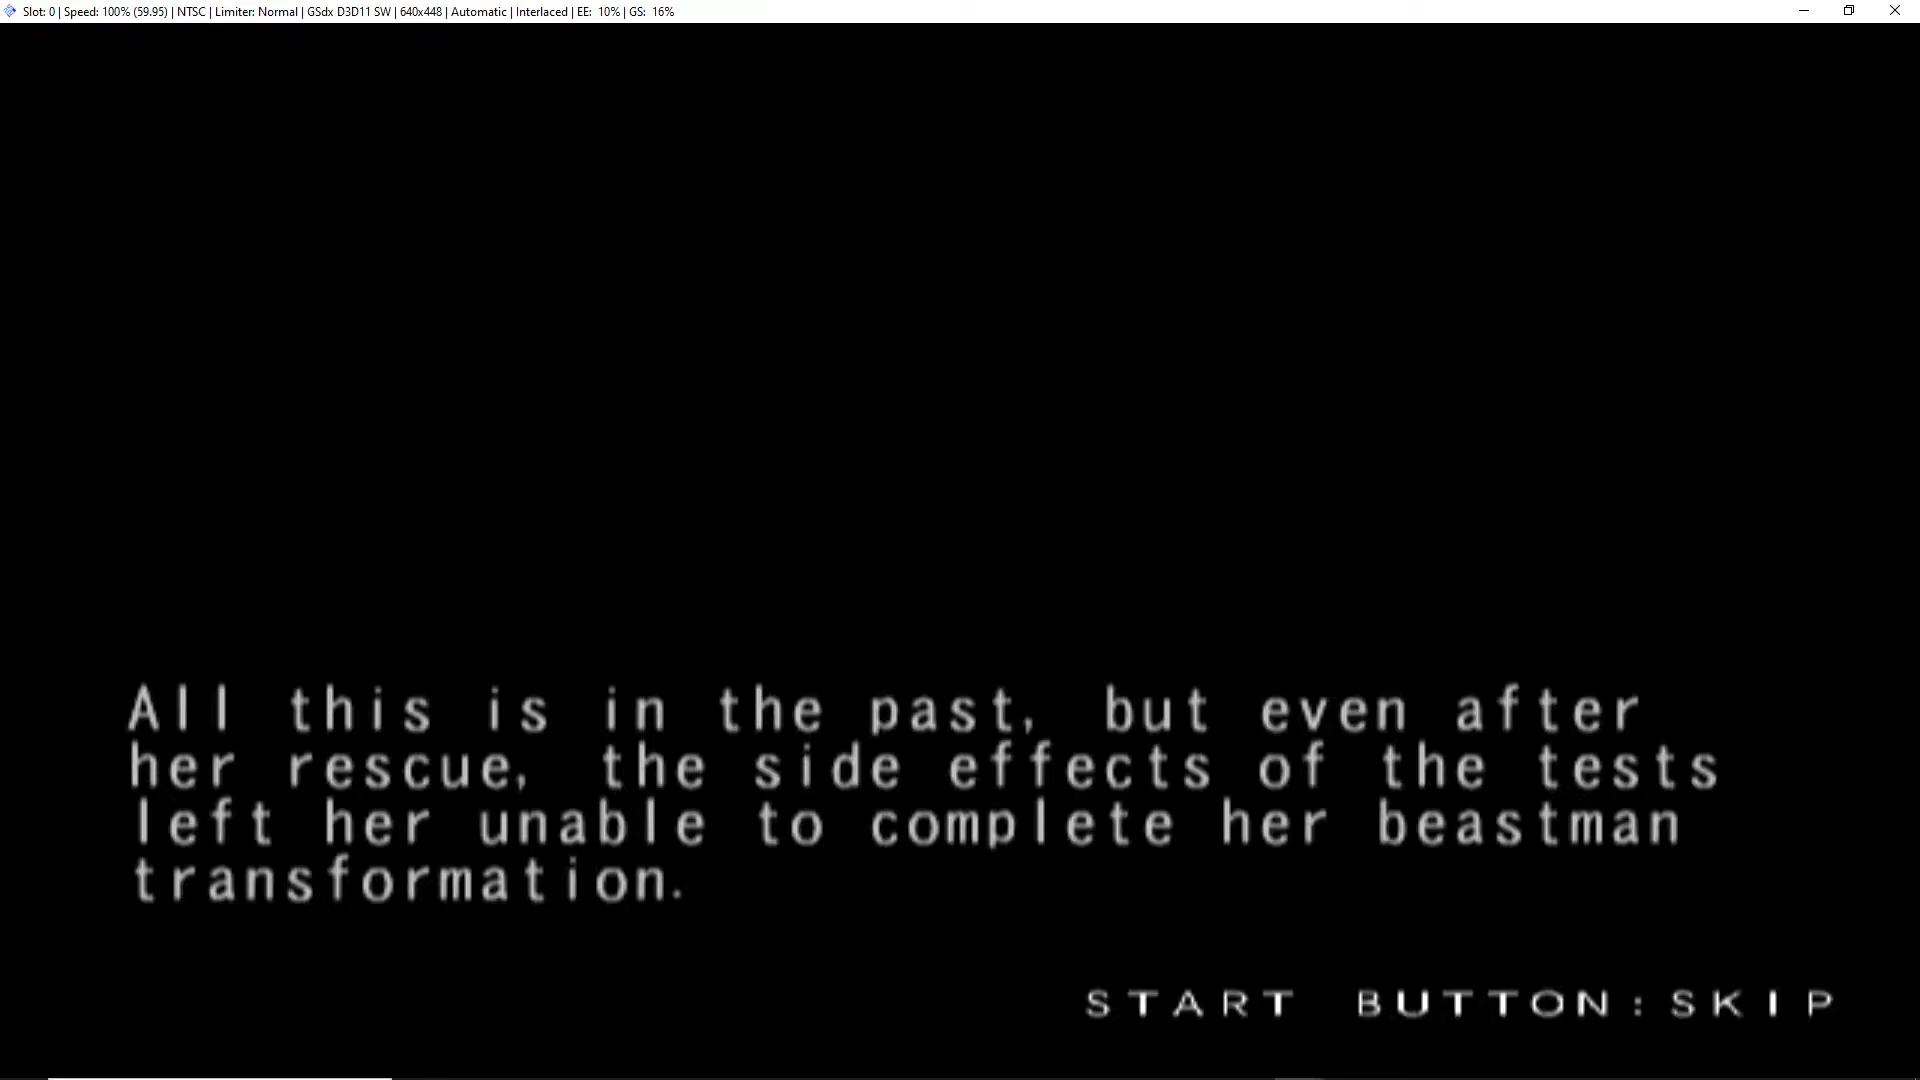 Slot: 0 | Speed: 100% (59.95) | NTSC | Limiter: Normal | GSdx D3D11 SW | 640x448 | Automatic | Interlaced | EE: 10% | GS: 16%
All this is in the past, but even after
her rescue, the side effects of the tests
left her unable to complete her beastman
transformation.
START BUTTON:SKIP